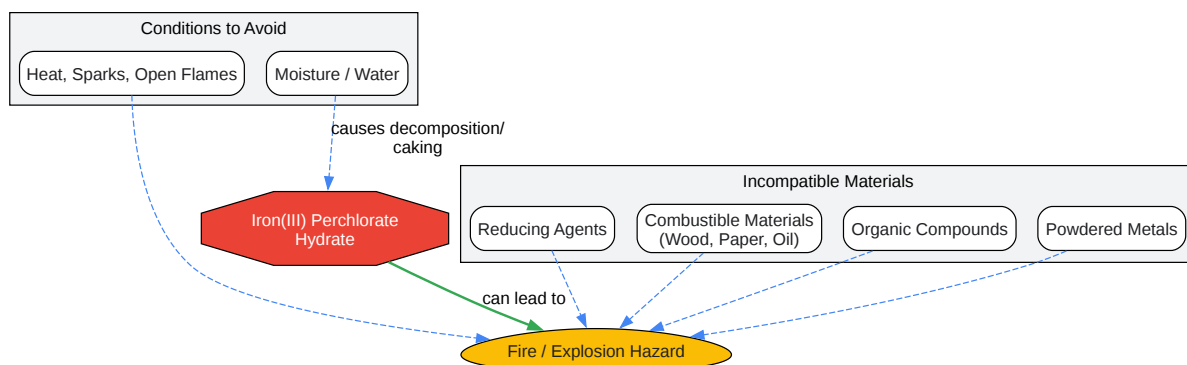 Conditions to Avoid
Heat, Sparks, Open Flames
Moisture / Water
causes decomposition/
caking
Incompatible Materials
Iron(III) Perchlorate
Hydrate
Reducing Agents
Combustible Materials
(Wood, Paper, Oil)
Organic Compounds
Powdered Metals
can lead to
Fire / Explosion Hazard